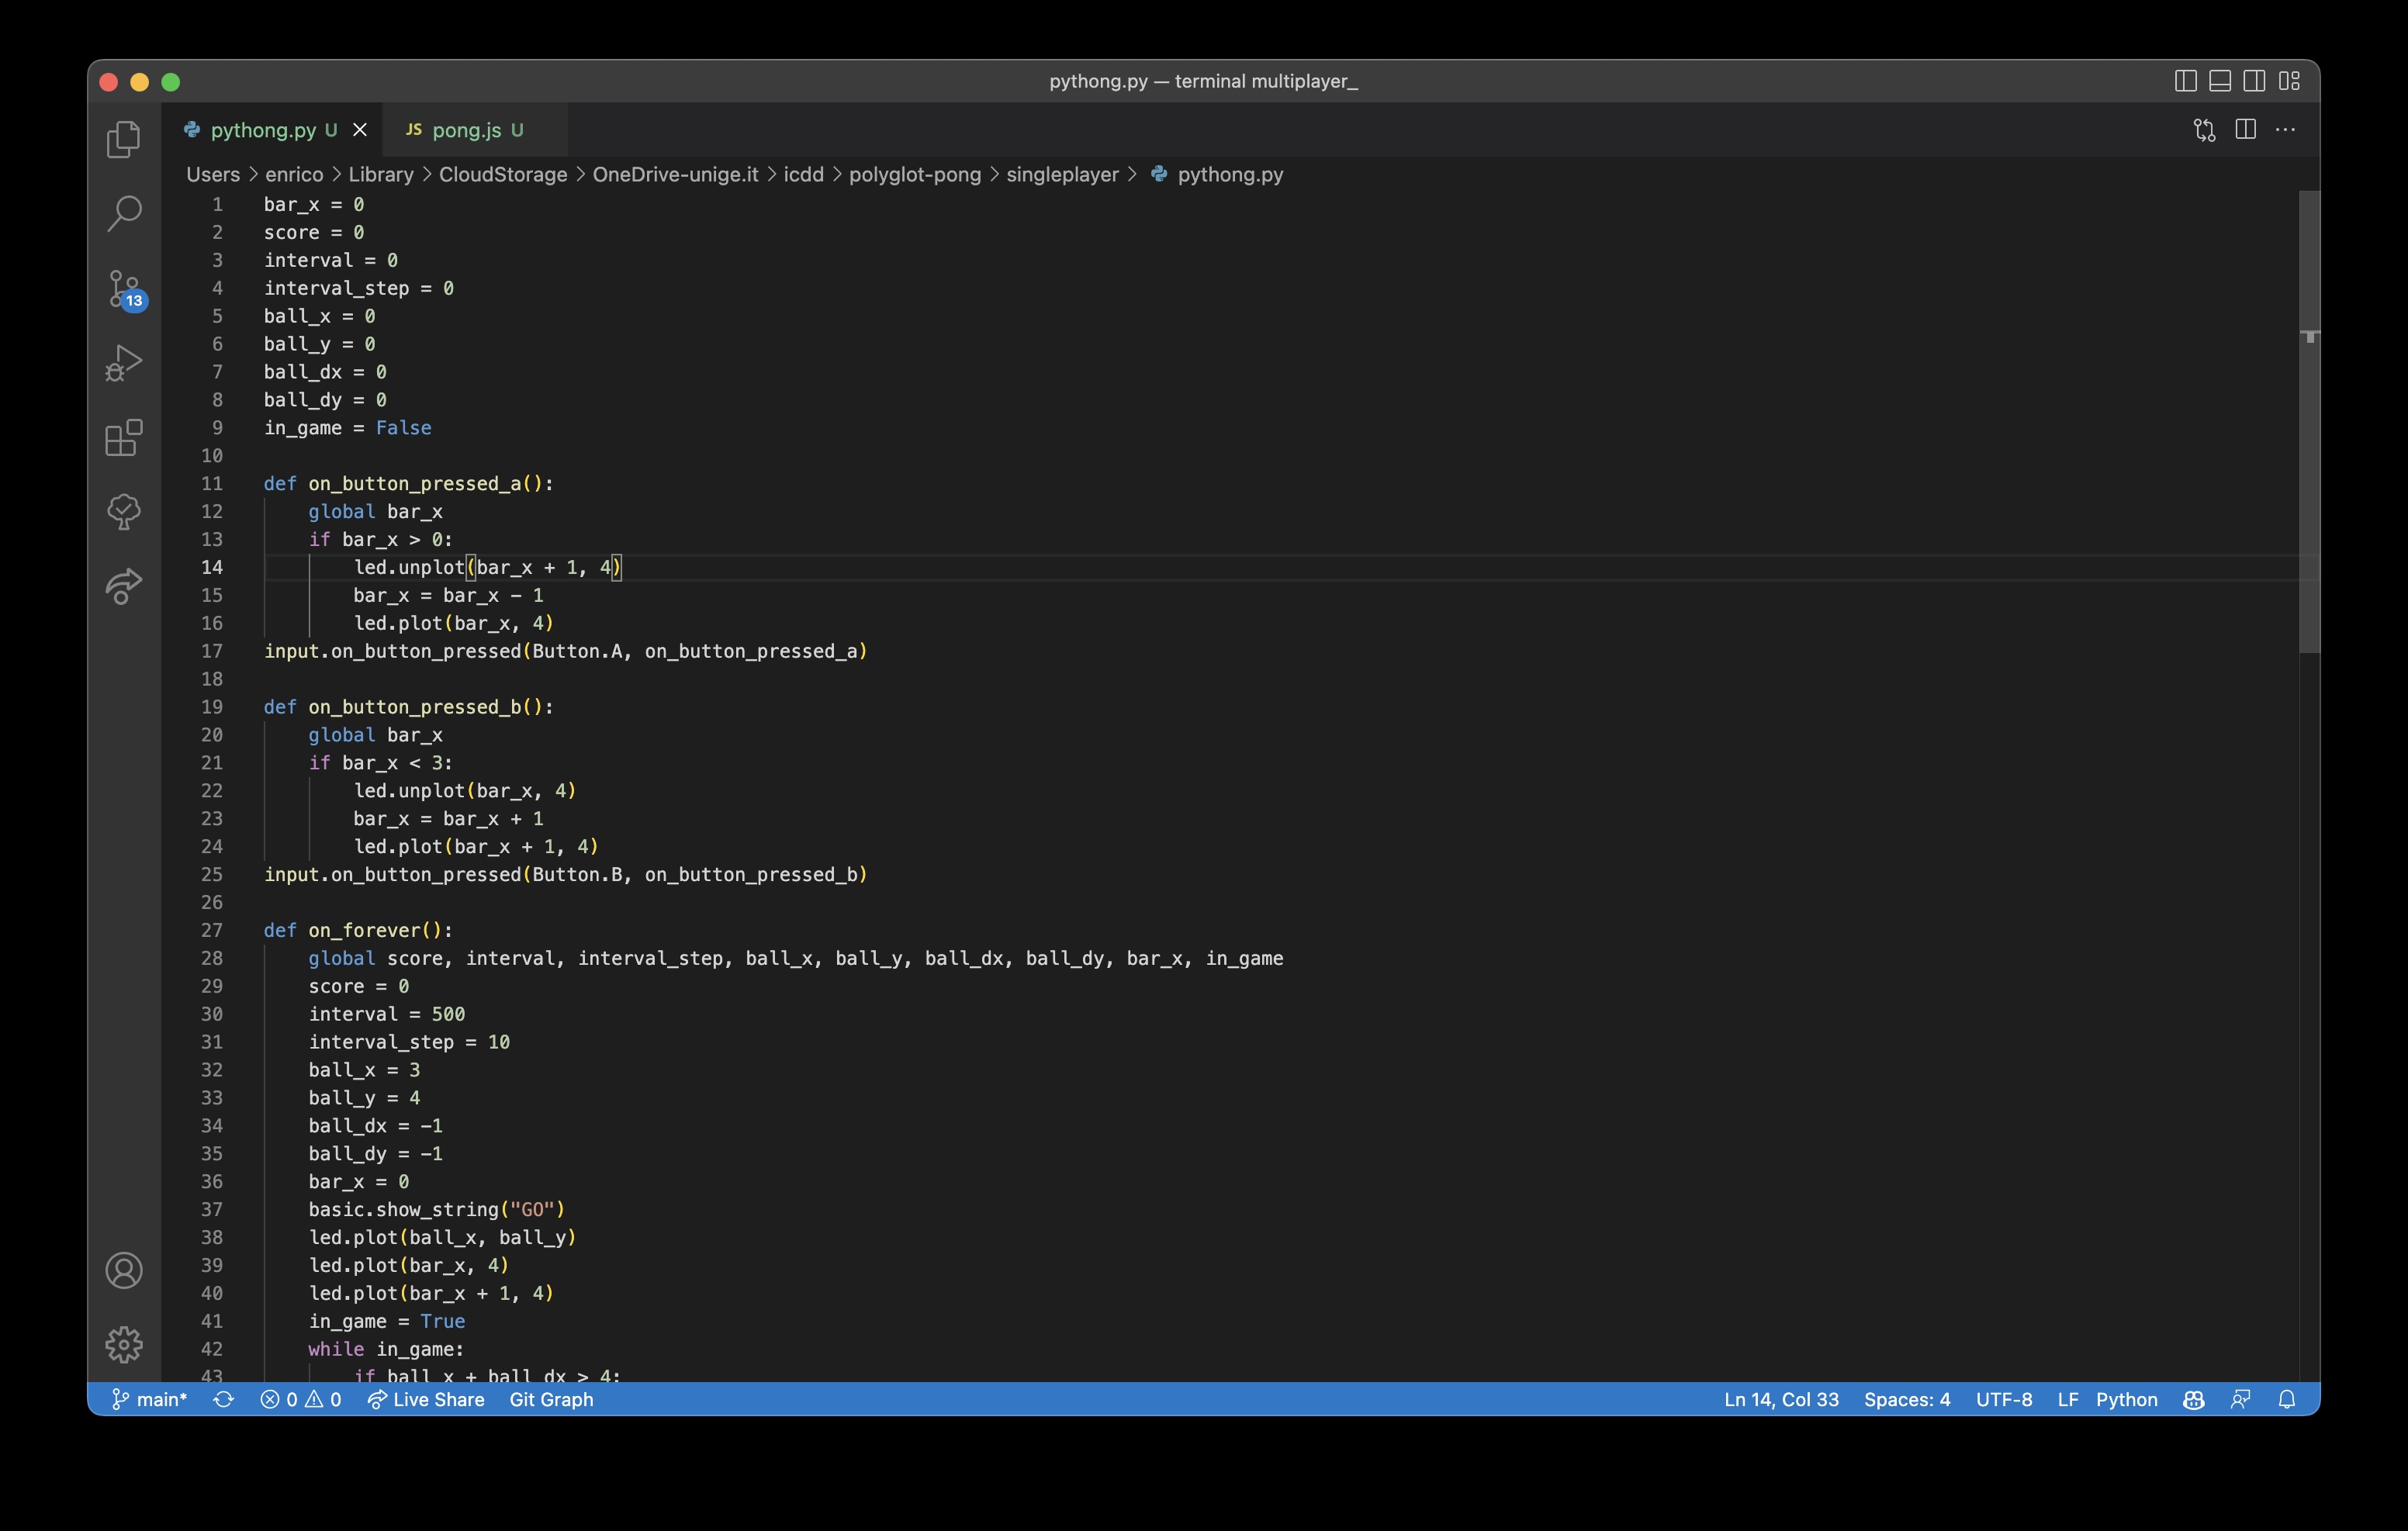 pythong.py — terminal multiplayer_
pythong.py U
JS pong.js U
Users > enrico > Library > CloudStorage > OneDrive-unige.it > icdd > polyglot-pong > singleplayer > pythong.py
1 bar_x = 0
2 score = 0
3 interval = 0
4 interval_step = 0
5 ball_x = 0
6 ball_y = 0
7 ball_dx = 0
8 ball_dy = 0
9 in_game = False
10
11 def on_button_pressed_a():
12     global bar_x
13     if bar_x > 0:
14         led.unplot(bar_x + 1, 4)
15         bar_x = bar_x - 1
16         led.plot(bar_x, 4)
17 input.on_button_pressed(Button.A, on_button_pressed_a)
18
19 def on_button_pressed_b():
20     global bar_x
21     if bar_x < 3:
22         led.unplot(bar_x, 4)
23         bar_x = bar_x + 1
24         led.plot(bar_x + 1, 4)
25 input.on_button_pressed(Button.B, on_button_pressed_b)
26
27 def on_forever():
28     global score, interval, interval_step, ball_x, ball_y, ball_dx, ball_dy, bar_x, in_game
29     score = 0
30     interval = 500
31     interval_step = 10
32     ball_x = 3
33     ball_y = 4
34     ball_dx = -1
35     ball_dy = -1
36     bar_x = 0
37     basic.show_string("GO")
38     led.plot(ball_x, ball_y)
39     led.plot(bar_x, 4)
40     led.plot(bar_x + 1, 4)
41     in_game = True
42     while in_game:
43         if ball_x + ball_dx > 4:
13
main* 0 0 Live Share Git Graph Ln 14, Col 33 Spaces: 4 UTF-8 LF Python